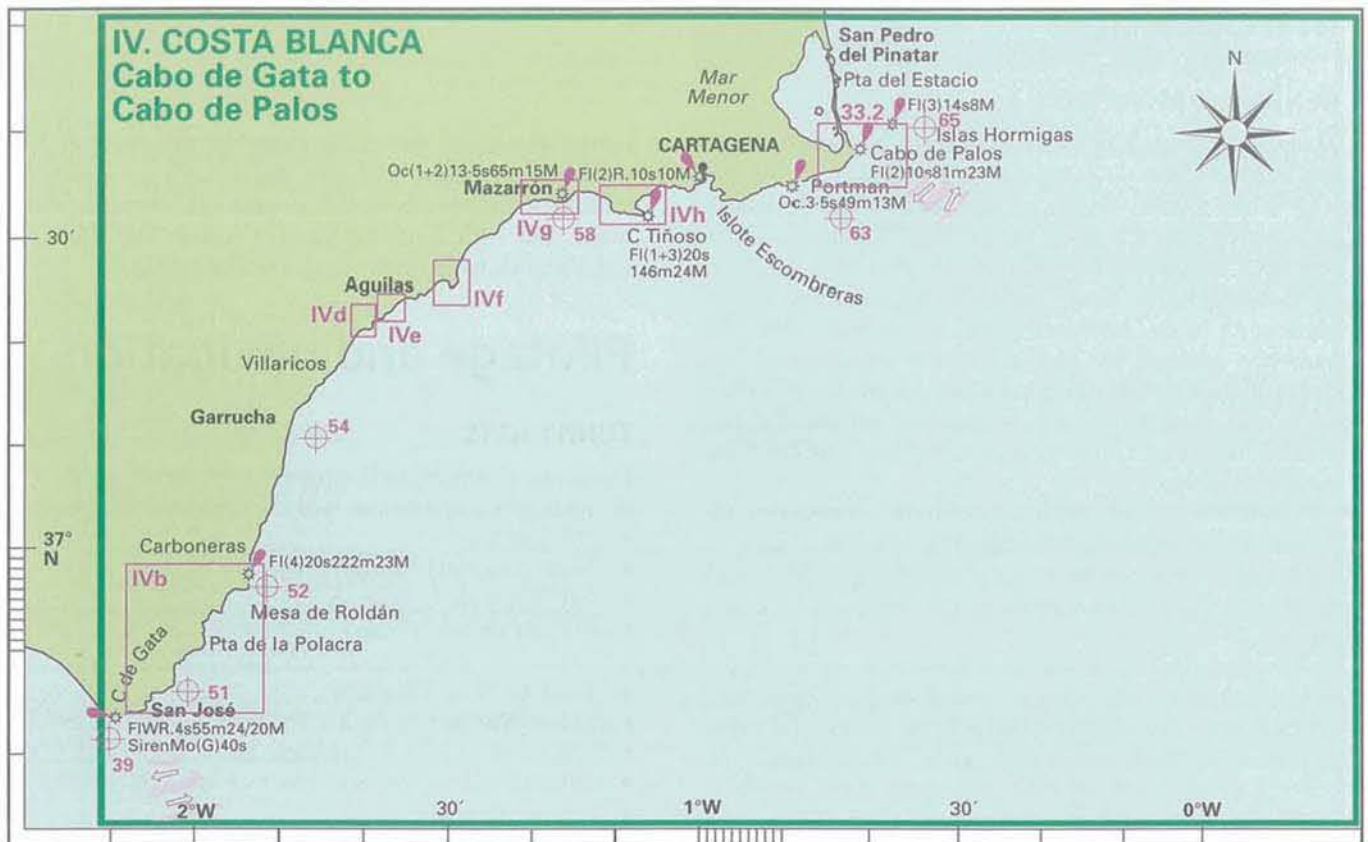 IV. COSTA BLANCA
Cabo de Gata to
Cabo de Palos
San Pedro
del Pinatar
Pta del Estacio
Mar
Menor
N
33.2
Fl(3)14s8M
65
Islas Hormigas
CARTAGENA
Cabo de Palos
Fl(2)10s81m23M
Oc(1+2)13·5s65m15M
Fl(2)R.10s10M
Mazarrón
Portman
Oc.3·5s49m13M
IVg
58
IVh
C Tiñoso
Fl(1+3)20s
146m24M
Islote Escombreras
63
30'
Aguilas
IVf
IVd
IVe
Villaricos
Garrucha
54
37°
N
Carboneras
Fl(4)20s222m23M
IVb
52
Mesa de Roldán
C de Gata
Pta de la Polacra
51
San José
FlWR.4s55m24/20M
SirenMo(G)40s
39
2°W
30'
1°W
30'
0°W